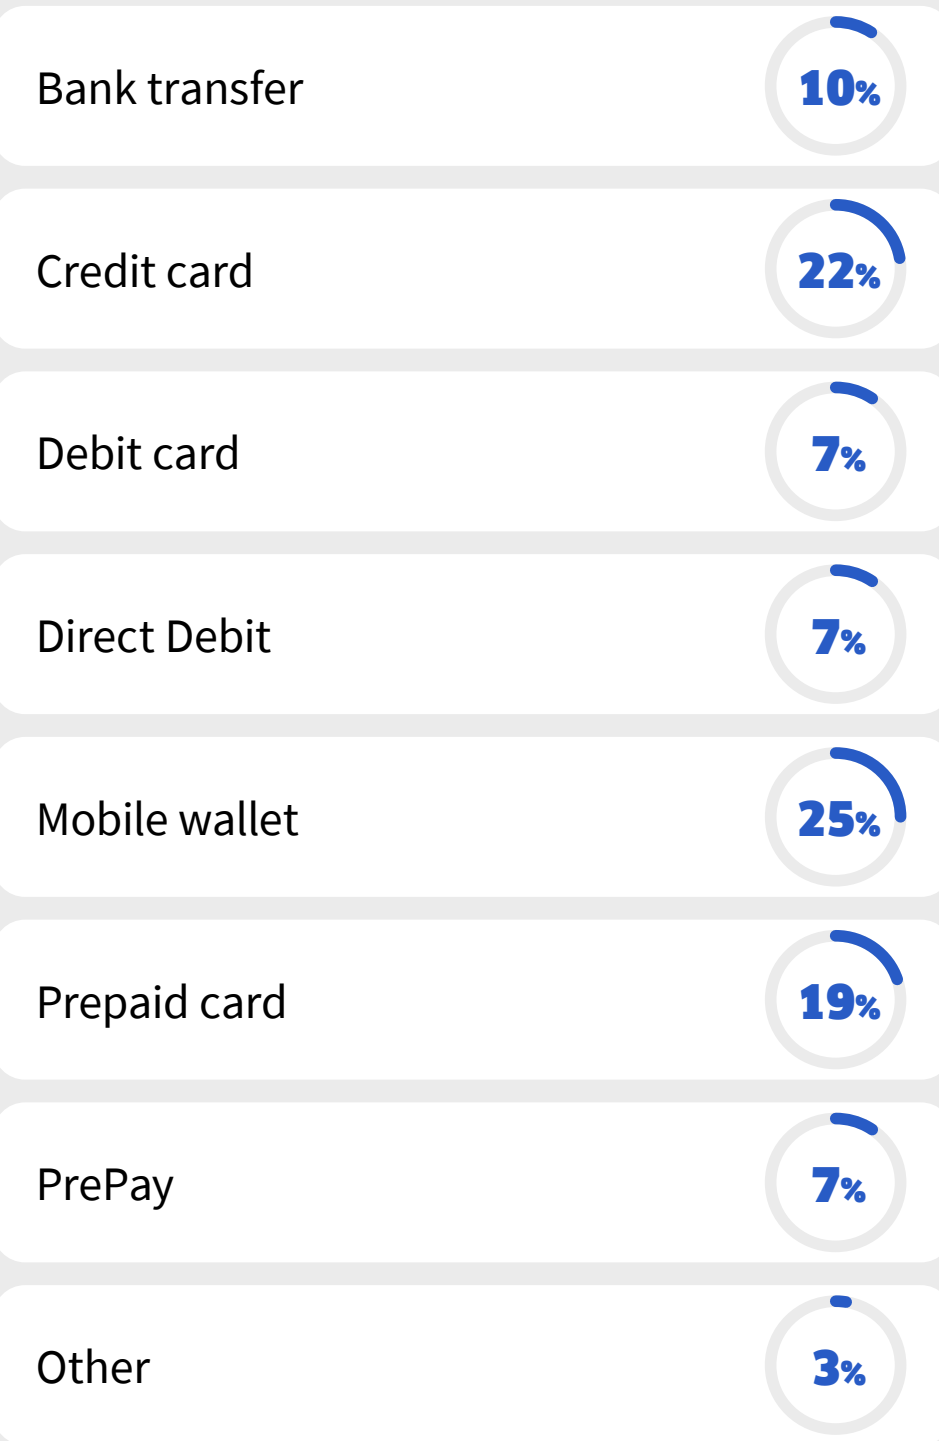 Bank transfer 10%
Credit card 22%
Debit card 7%
Direct Debit 7%
Mobile wallet 25%
Prepaid card 19%
PrePay 7%
Other 3%